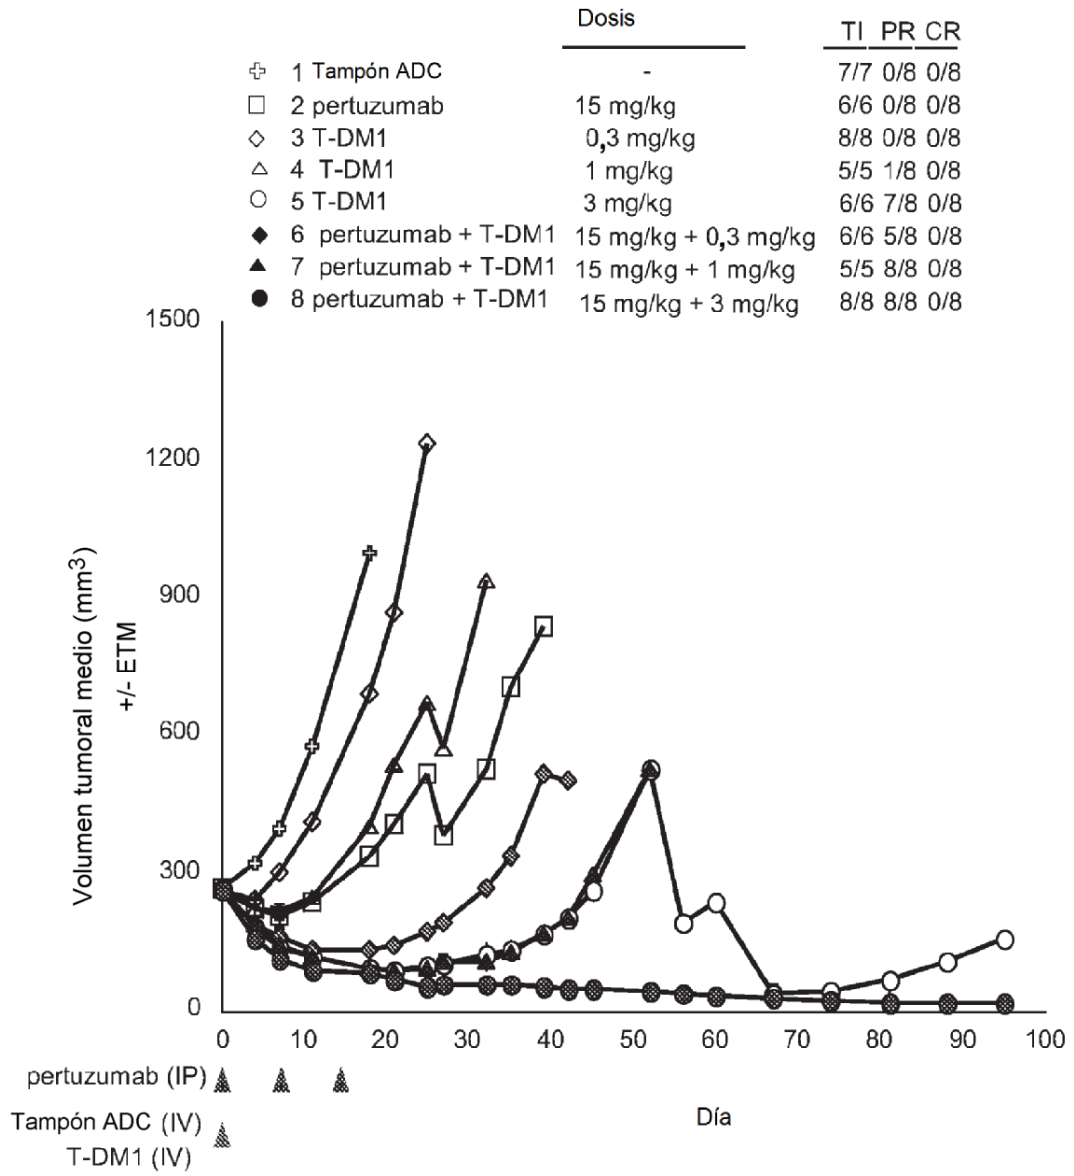 Dosis
TI PR CR
1 Tampón ADC - 7/7 0/8 0/8
2 pertuzumab 15 mg/kg 6/6 0/8 0/8
3 T-DM1 0,3 mg/kg 8/8 0/8 0/8
4 T-DM1 1 mg/kg 5/5 1/8 0/8
5 T-DM1 3 mg/kg 6/6 7/8 0/8
6 pertuzumab + T-DM1 15 mg/kg + 0,3 mg/kg 6/6 5/8 0/8
7 pertuzumab + T-DM1 15 mg/kg + 1 mg/kg 5/5 8/8 0/8
8 pertuzumab + T-DM1 15 mg/kg + 3 mg/kg 8/8 8/8 0/8
Volumen tumoral medio (mm³)
+/- ETM
1500
1200
900
600
300
0
0 10 20 30 40 50 60 70 80 90 100
pertuzumab (IP)
Tampón ADC (IV)
T-DM1 (IV)
Día